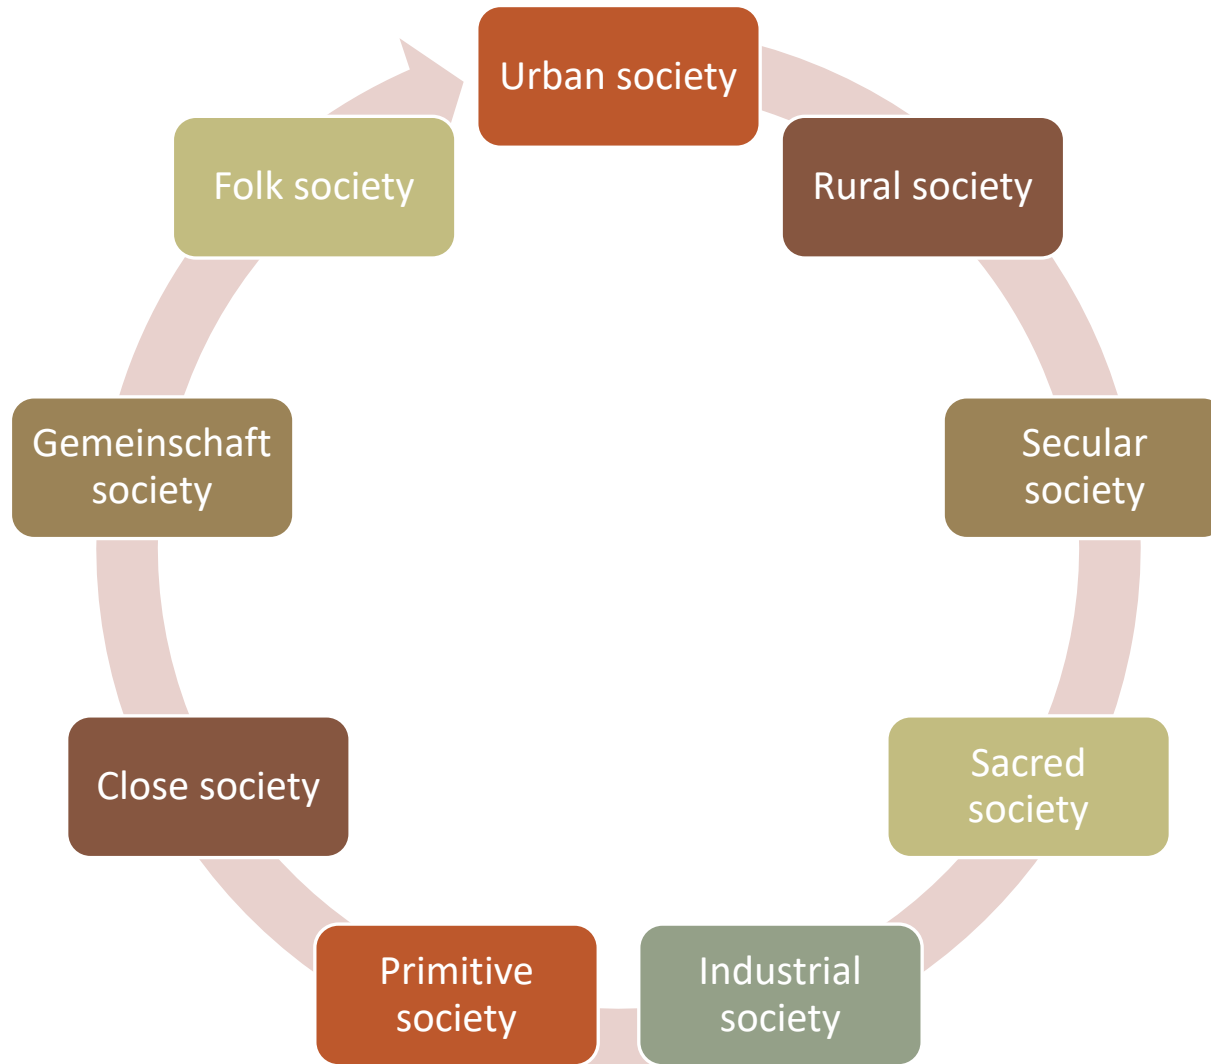 Urban society
Rural society
Secular
society
Sacred
society
Industrial
society
Primitive
society
Close society
Gemeinschaft
society
Folk society